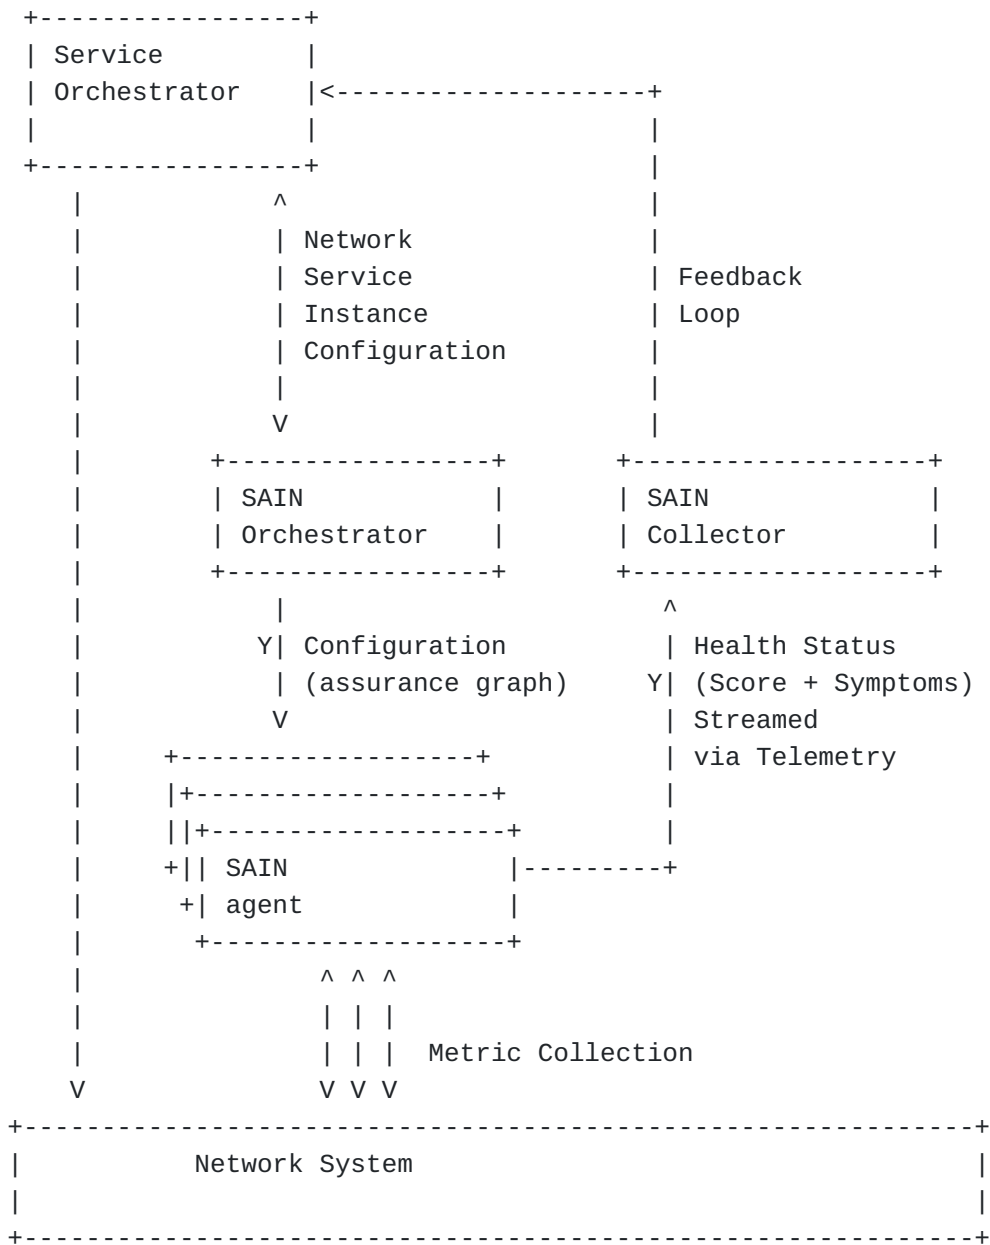 Service
Orchestrator
Network
Service
Instance
Configuration
Feedback
Loop
SAIN
Orchestrator
SAIN
Collector
Y
Configuration
(assurance graph)
Y
Health Status
(Score + Symptoms)
Streamed
via Telemetry
SAIN
agent
Metric Collection
Network System